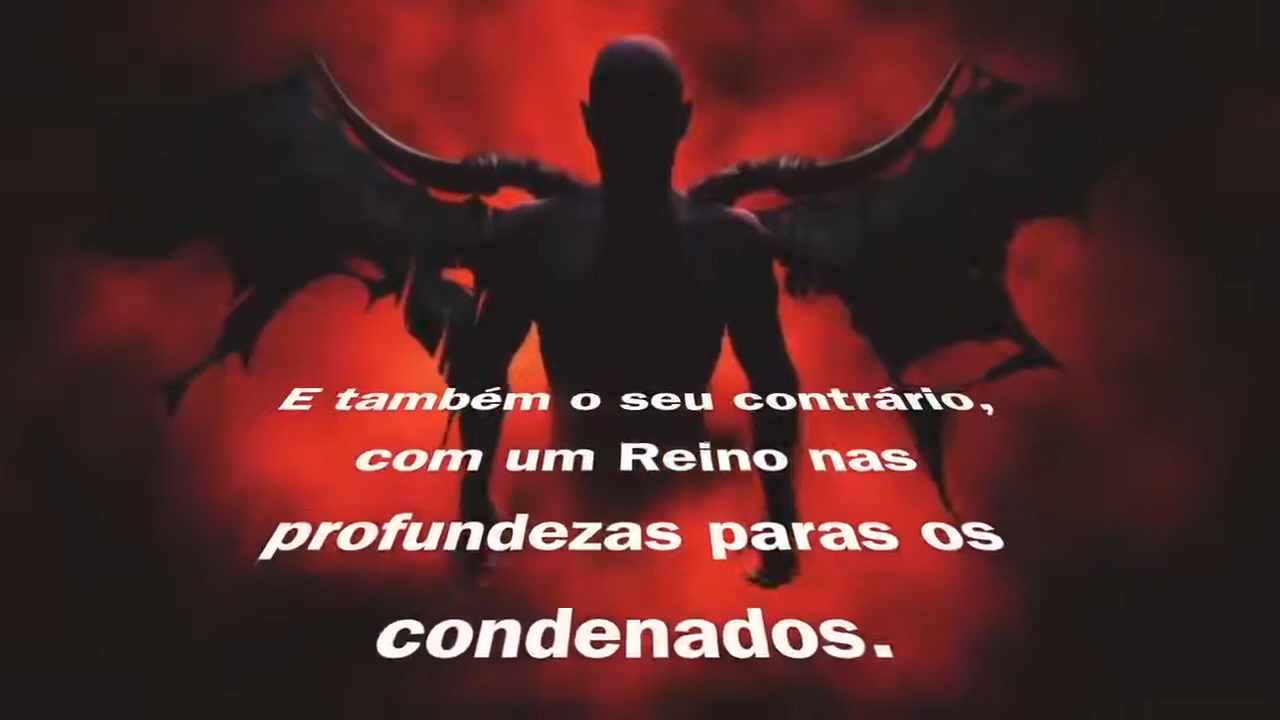 E também o seu contrário,
com um Reino nas
profundezas paras os
condenados.